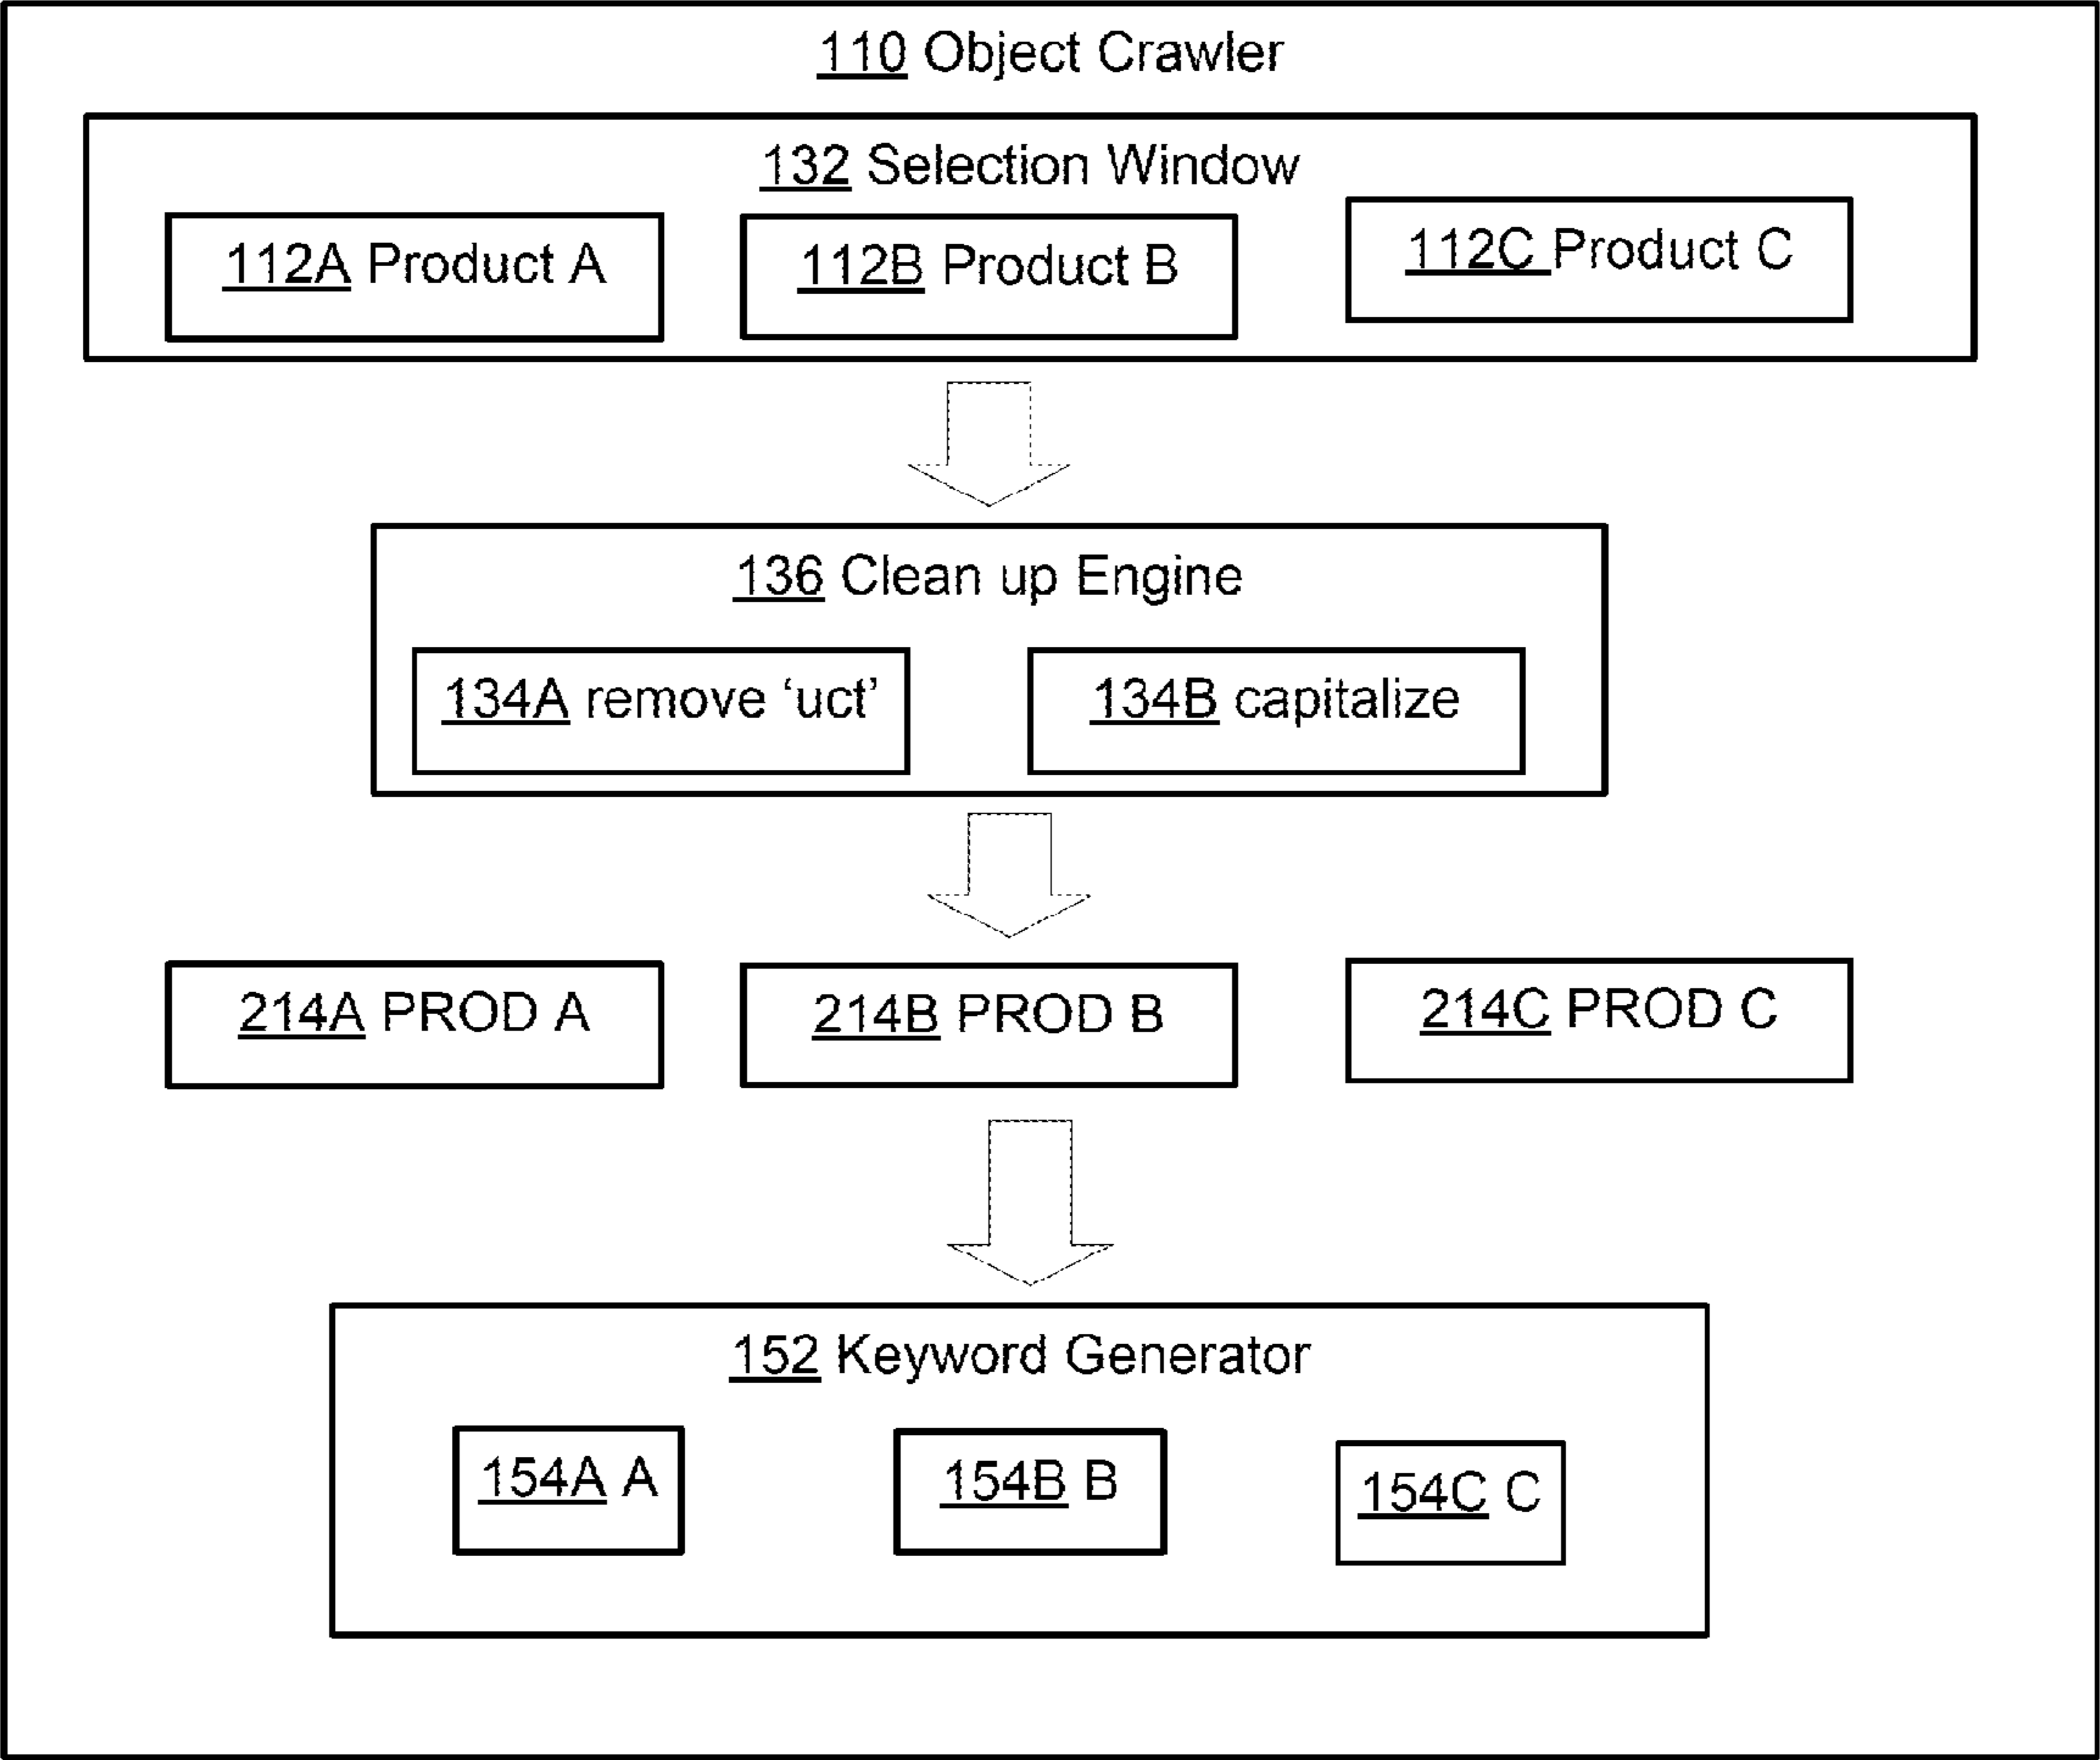 110 Object Crawler
132 Selection Window
112A Product A
112B Product B
112C Product C
136 Clean up Engine
134A remove ‘uct’
134B capitalize
214A PROD A
214B PROD B
214C PROD C
152 Keyword Generator
154A A
154B B
154C C